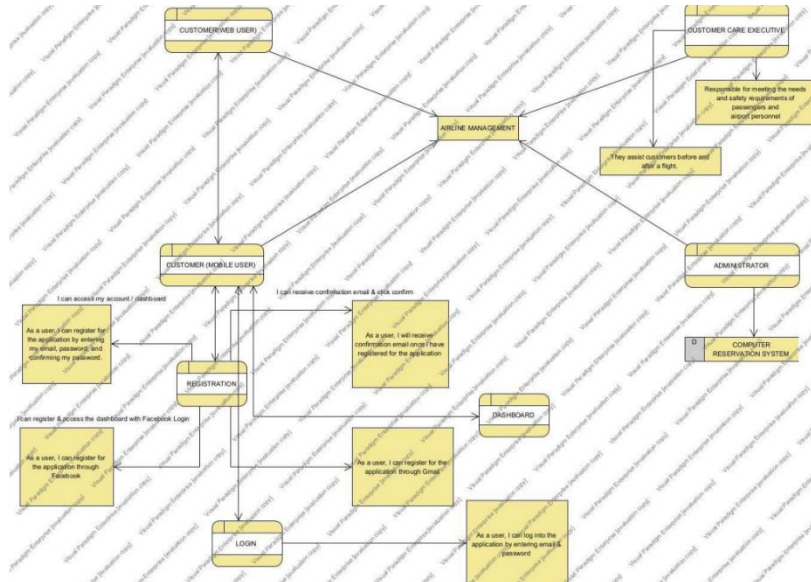 CUSTOMER(WEB USER)
CUSTOMER CARE EXECUTIVE
Responsible for meeting the needs
and safety requirements of
passengers and
airport personnel
AIRLINE MANAGEMENT
They assist customers before and
after a flight.
CUSTOMER (MOBILE USER)
ADMINISTRATOR
I can access my account / dashboard
I can receive confirmation email & click confirm
As a user, I can register for
the application by entering
my email, password, and
confirming my password.
As a user, I will receive
confirmation email once I have
registered for the application
D
COMPUTER
RESERVATION SYSTEM
REGISTRATION
I can register & access the dashboard with Facebook Login
DASHBOARD
As a user, I can register for
the application through
Facebook
As a user, I can register for the
application through Gmail
LOGIN
As a user, I can log into the
application by entering email &
password
Visual Paradigm Enterprise [evaluation copy]